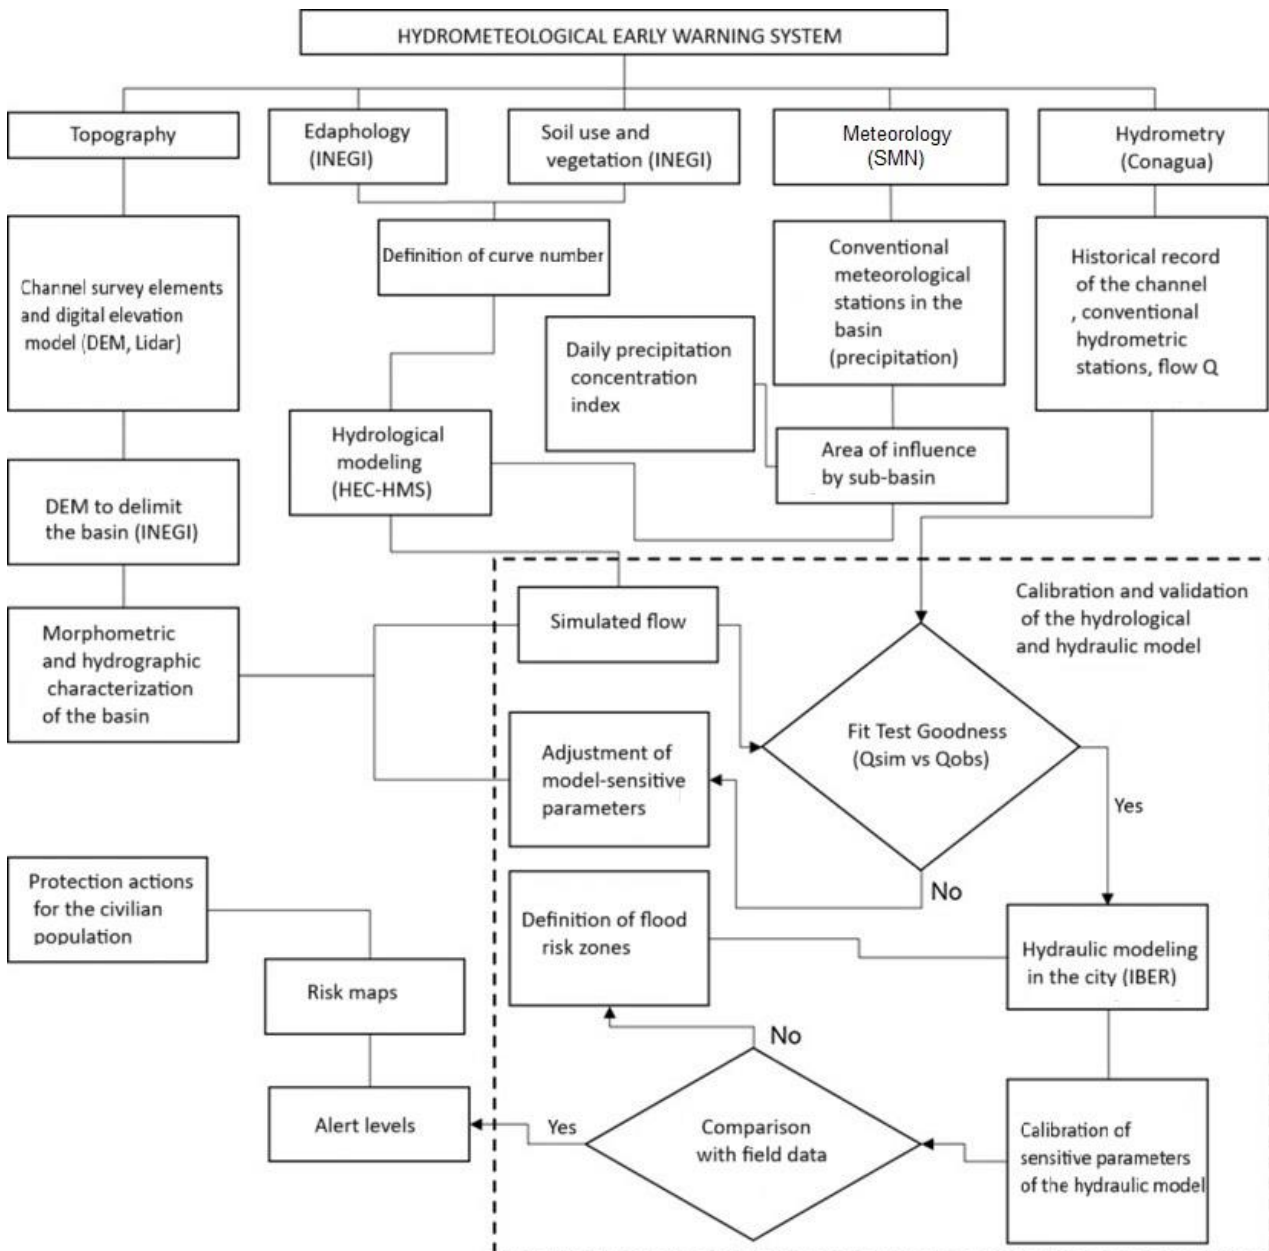 HYDROMETEOLOGICAL EARLY WARNING SYSTEM
Topography
Edaphology
(INEGI)
Soil use and
vegetation (INEGI)
Meteorology
(SMN)
Hydrometry
(Conagua)
Channel survey elements
and digital elevation
model (DEM, Lidar)
Definition of curve number
Conventional
meteorological
stations in the
basin
(precipitation)
Historical record
of the channel
, conventional
hydrometric
stations, flow Q
Daily precipitation
concentration
index
Hydrological
modeling
(HEC-HMS)
Area of influence
by sub-basin
DEM to delimit
the basin (INEGI)
Calibration and validation
of the hydrological
and hydraulic model
Simulated flow
Morphometric
and hydrographic
characterization
of the basin
Fit Test Goodness
(Qsim vs Qobs)
Adjustment of
model-sensitive
parameters
Yes
No
Protection actions
for the civilian
population
Definition of flood
risk zones
Hydraulic modeling
in the city (IBER)
Risk maps
No
Comparison
with field data
Yes
Alert levels
Calibration of
sensitive parameters
of the hydraulic model